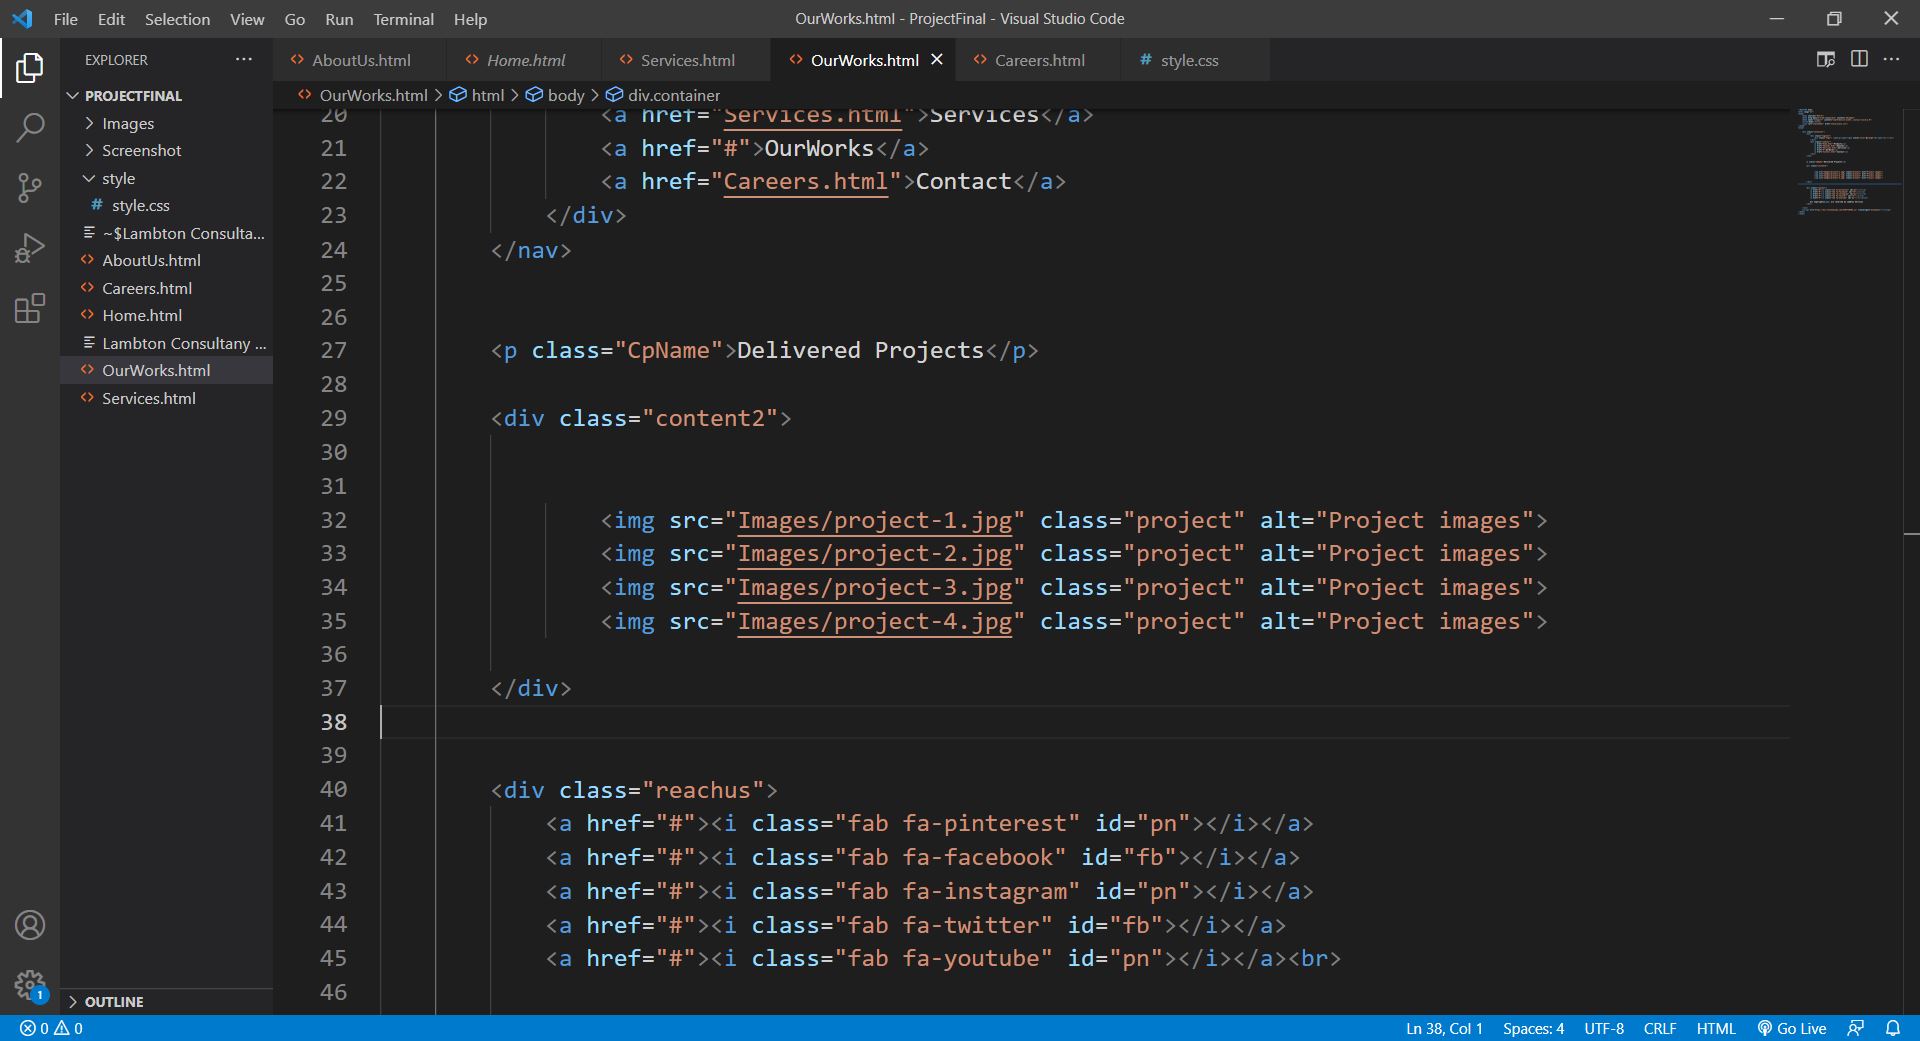 File Edit Selection View Go Run Terminal Help
OurWorks.html - ProjectFinal - Visual Studio Code
EXPLORER ···
AboutUs.html Home.html Services.html OurWorks.html Careers.html # style.css
PROJECTFINAL
Images
Screenshot
style
# style.css
~$Lambton Consulta...
AboutUs.html
Careers.html
Home.html
Lambton Consultany ...
OurWorks.html
Services.html
OUTLINE
OurWorks.html > html > body > div.container
20 <a href="Services.html">Services</a>
21 <a href="#">OurWorks</a>
22 <a href="Careers.html">Contact</a>
23 </div>
24 </nav>
25
26
27 <p class="CpName">Delivered Projects</p>
28
29 <div class="content2">
30
31
32 <img src="Images/project-1.jpg" class="project" alt="Project images">
33 <img src="Images/project-2.jpg" class="project" alt="Project images">
34 <img src="Images/project-3.jpg" class="project" alt="Project images">
35 <img src="Images/project-4.jpg" class="project" alt="Project images">
36
37 </div>
38
39
40 <div class="reachus">
41 <a href="#"><i class="fab fa-pinterest" id="pn"></i></a>
42 <a href="#"><i class="fab fa-facebook" id="fb"></i></a>
43 <a href="#"><i class="fab fa-instagram" id="pn"></i></a>
44 <a href="#"><i class="fab fa-twitter" id="fb"></i></a>
45 <a href="#"><i class="fab fa-youtube" id="pn"></i></a><br>
46
1
0 0 Ln 38, Col 1 Spaces: 4 UTF-8 CRLF HTML Go Live